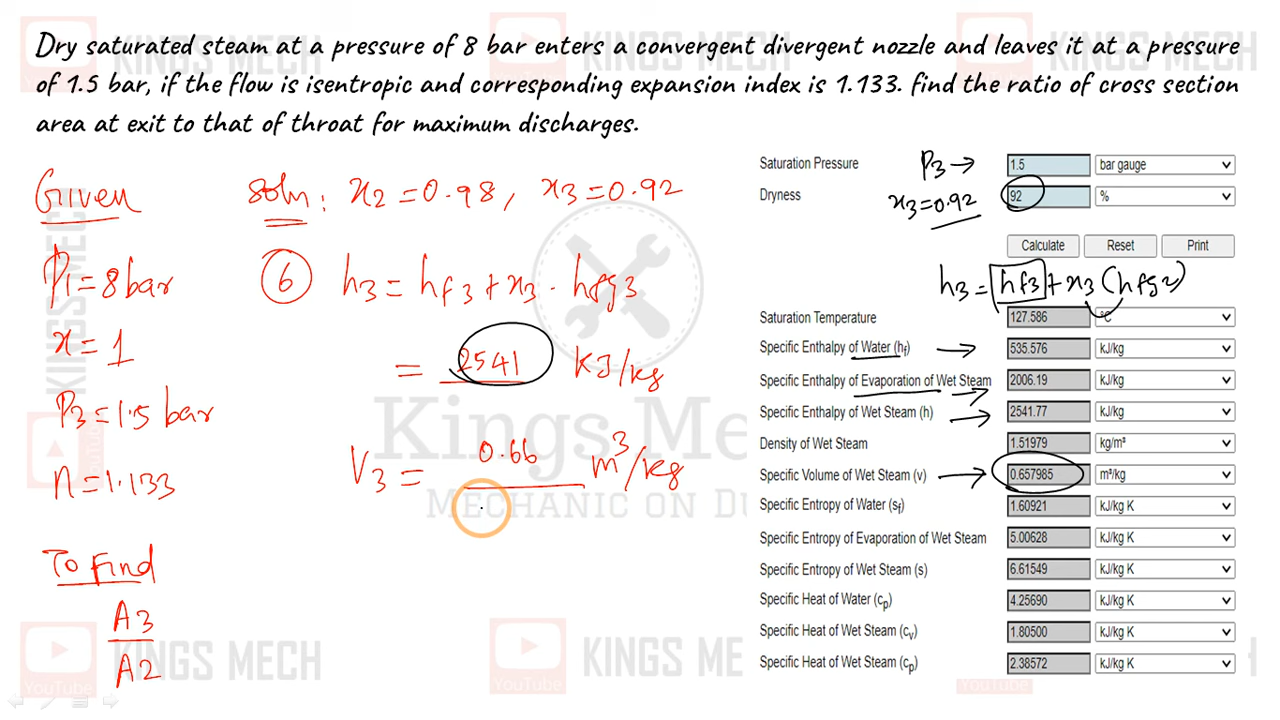 Dry saturated steam at a pressure of 8 bar enters a convergent divergent nozzle and leaves it at a pressure
of 1.5 bar, if the flow is isentropic and corresponding expansion index is 1.133. find the ratio of cross section
area at exit to that of throat for maximum discharges.
Given
P1=8bar
x=1
P3=1.5 bar
n=1.133
To Find
A3
A2
soln: x2=0.98, x3=0.92
6 h3=hf3+x3.hfg3
= 2541 KJ/kg
V3= 0.66 m³/kg
Saturation Pressure P3→ 1.5 bar gauge
Dryness x3=0.92 92 %
Calculate Reset Print
h3=hf3+x3(hfg2)
Saturation Temperature 127.586 °C
Specific Enthalpy of Water (hf) → 535.576 kJ/kg
Specific Enthalpy of Evaporation of Wet Steam → 2006.19 kJ/kg
Specific Enthalpy of Wet Steam (h) → 2541.77 kJ/kg
Density of Wet Steam 1.51979 kg/m³
Specific Volume of Wet Steam (v) → 0.657985 m³/kg
Specific Entropy of Water (sf) 1.60921 kJ/kg K
Specific Entropy of Evaporation of Wet Steam 5.00628 kJ/kg K
Specific Entropy of Wet Steam (s) 6.61549 kJ/kg K
Specific Heat of Water (cp) 4.25690 kJ/kg K
Specific Heat of Wet Steam (cv) 1.80500 kJ/kg K
Specific Heat of Wet Steam (cp) 2.38572 kJ/kg K
KINGS MECH
KINGS MECH
KINGS MECH
KINGS MECH
Kings Me
MECHANIC ON DU
YouTube
KINGS MECH
YouTube
KINGS ME
YouTube